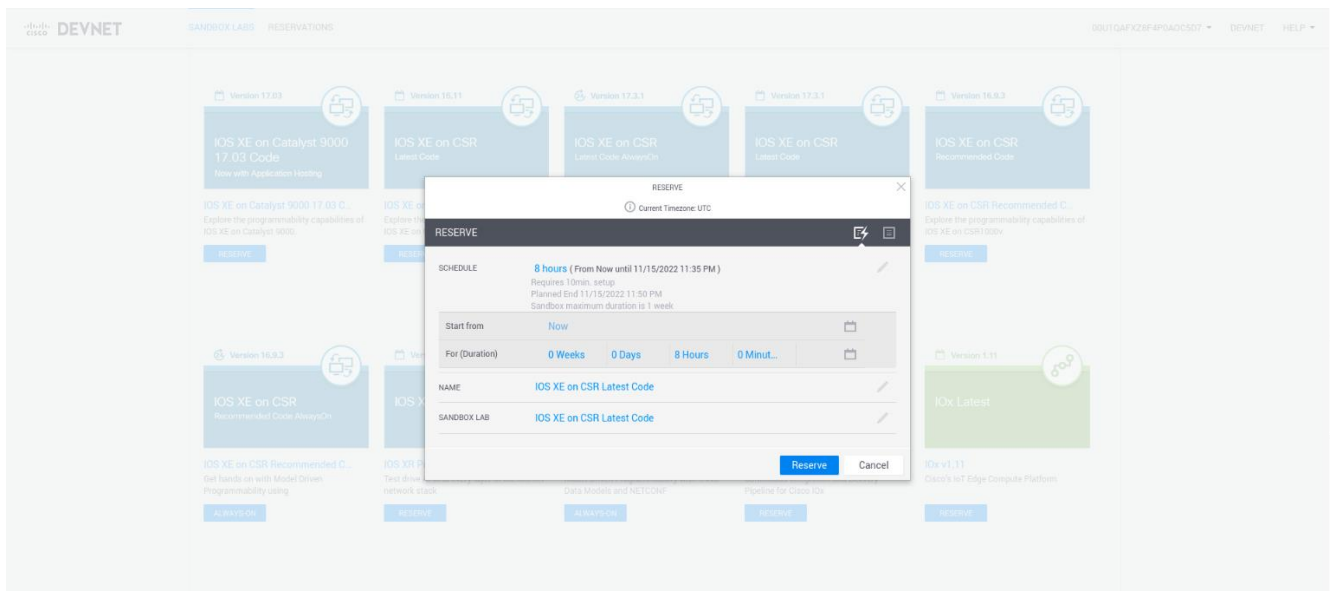 CISCO DEVNET
SANDBOX LABS RESERVATIONS
DEVNET HELP
Version 17.03
IOS XE on Catalyst 9000
17.03 Code
Now with Application Hosting
IOS XE on Catalyst 9000 17.03 C...
Explore the programmability capabilities of
IOS XE on Catalyst 9000
RESERVE
IOS XE on CSR
Latest Code
Version 17.3.1
IOS XE on CSR
Latest Code AlwaysOn
Version 17.3.1
IOS XE on CSR
Latest Code
Version 16.9.3
IOS XE on CSR
Recommended Code
IOS XE on CSR Recommended C...
Explore the programmability capabilities of
IOS XE on CSR1000V
RESERVE
RESERVE
Current Timezone: UTC
RESERVE
SCHEDULE
8 hours ( From Now until 11/15/2022 11:35 PM )
Requires 10min. setup
Planned End 11/15/2022 11:50 PM
Sandbox maximum duration is 1 week
Start from Now
For (Duration) 0 Weeks 0 Days 8 Hours 0 Minut...
NAME IOS XE on CSR Latest Code
SANDBOX LAB IOS XE on CSR Latest Code
Reserve Cancel
Version 16.9.3
IOS XE on CSR
Recommended Code AlwaysOn
IOS XE on CSR Recommended C...
Get hands on with Model Driven
Programmability using
ALWAYS-ON
RESERVE
Data Models and NETCONF
ALWAYS-ON
Pipeline for Cisco IOx
RESERVE
Version 1.11
IOx Latest
IOx v1.11
Cisco's IoT Edge Compute Platform
RESERVE